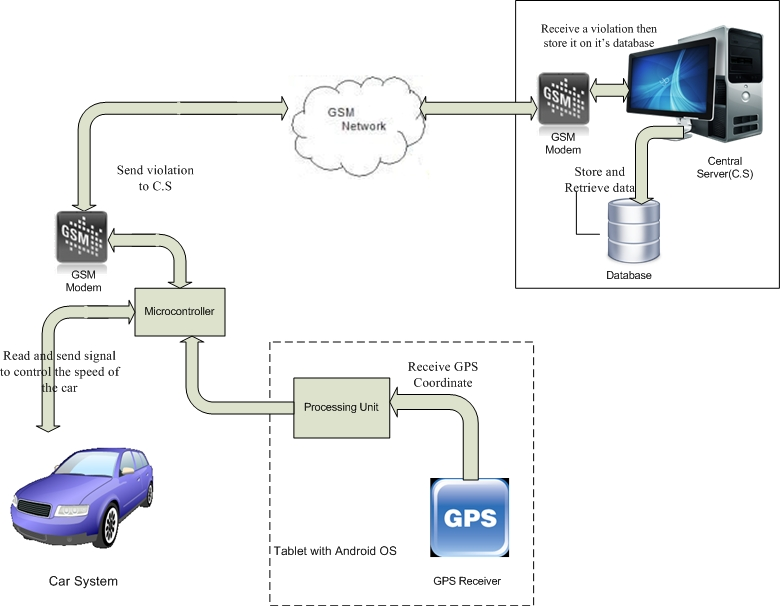 Receive a violation then
store it on it's database
GSM
GSM
Modem
Central
Server(C.S)
Store and
Retrieve data
Database
GSM
Network
Send violation
to C.S
GSM
GSM
Modem
Microcontroller
Read and send signal
to control the speed of
the car
Car System
Receive GPS
Coordinate
Processing Unit
GPS
Tablet with Android OS
GPS Receiver